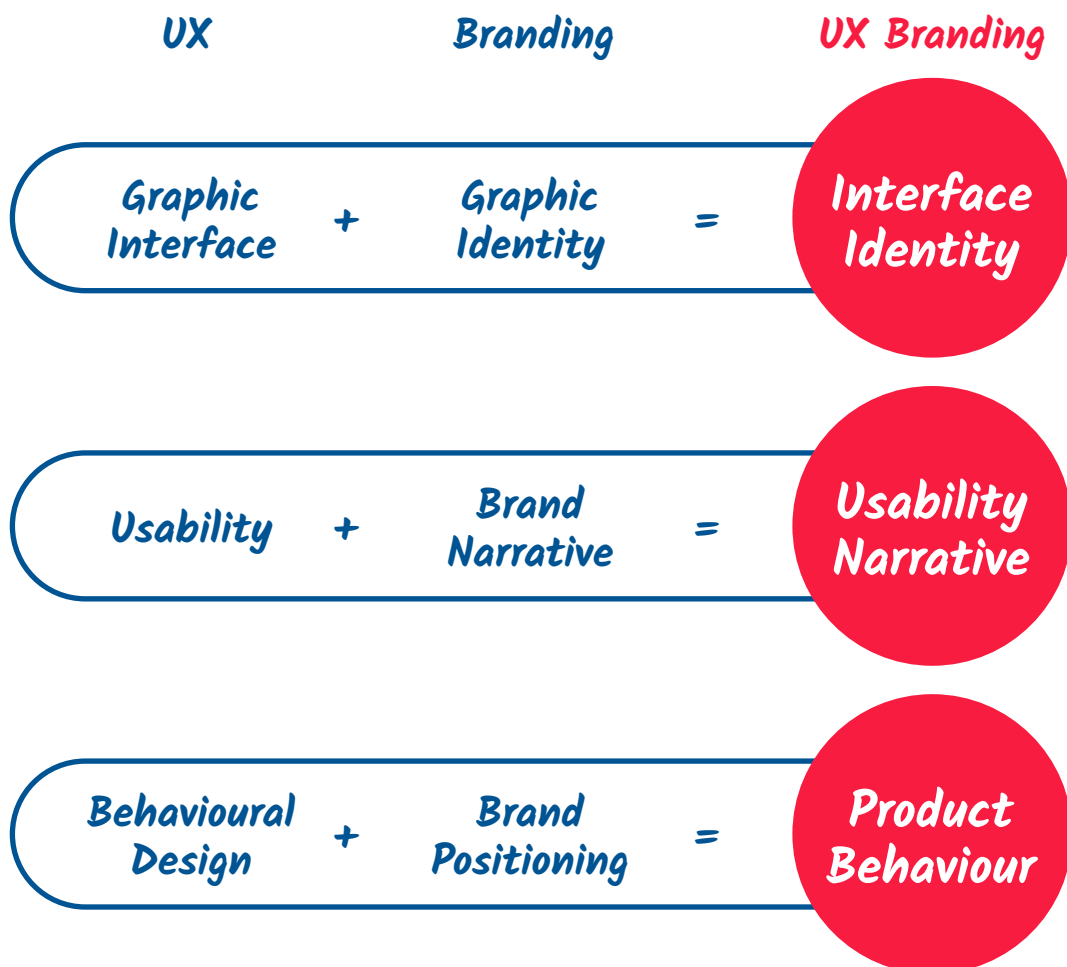 UX Branding UX Branding
Graphic Graphic Interface
Interface + Identity = Identity
Usability + Brand = Usability
Narrative Narrative
Behavioural Brand Product
Design + Positioning = Behaviour